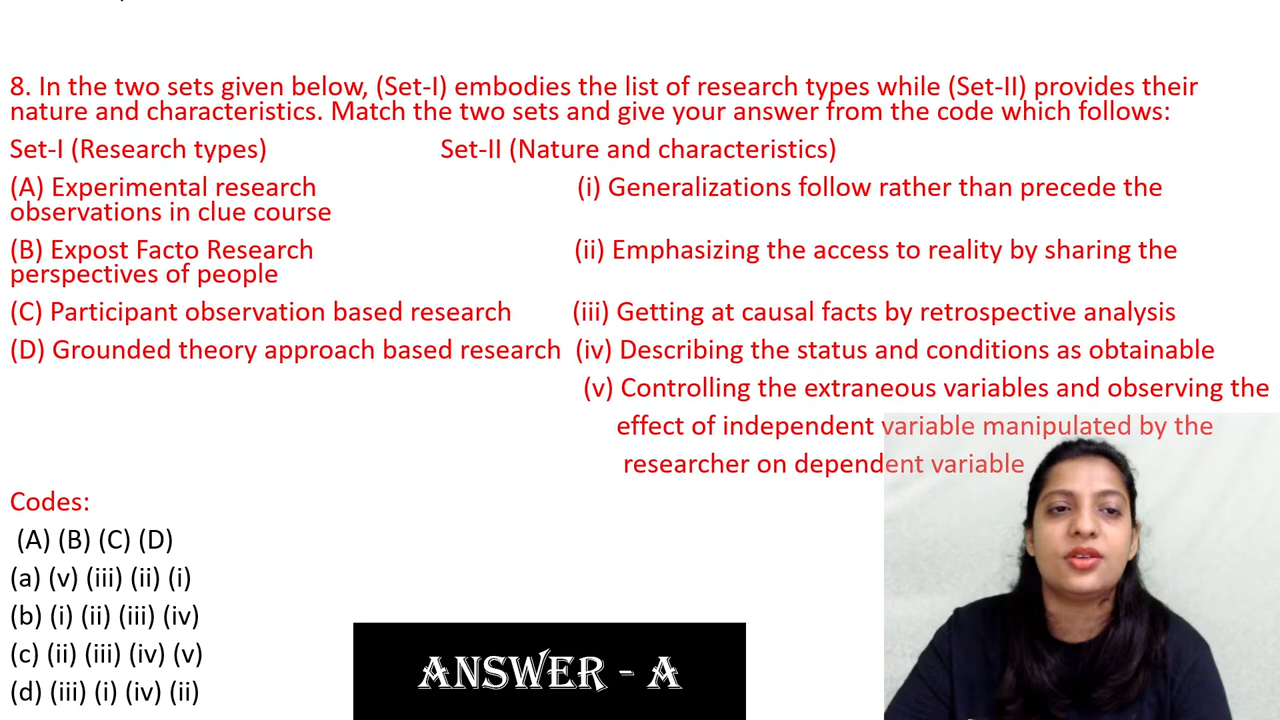 8. In the two sets given below, (Set-I) embodies the list of research types while (Set-II) provides their
nature and characteristics. Match the two sets and give your answer from the code which follows:
Set-I (Research types) Set-II (Nature and characteristics)
(A) Experimental research (i) Generalizations follow rather than precede the
observations in clue course
(B) Expost Facto Research (ii) Emphasizing the access to reality by sharing the
perspectives of people
(C) Participant observation based research (iii) Getting at causal facts by retrospective analysis
(D) Grounded theory approach based research (iv) Describing the status and conditions as obtainable
(v) Controlling the extraneous variables and observing the
effect of independent variable manipulated by the
researcher on dependent variable
Codes:
(A) (B) (C) (D)
(a) (v) (iii) (ii) (i)
(b) (i) (ii) (iii) (iv)
(c) (ii) (iii) (iv) (v)
(d) (iii) (i) (iv) (ii)
ANSWER - A